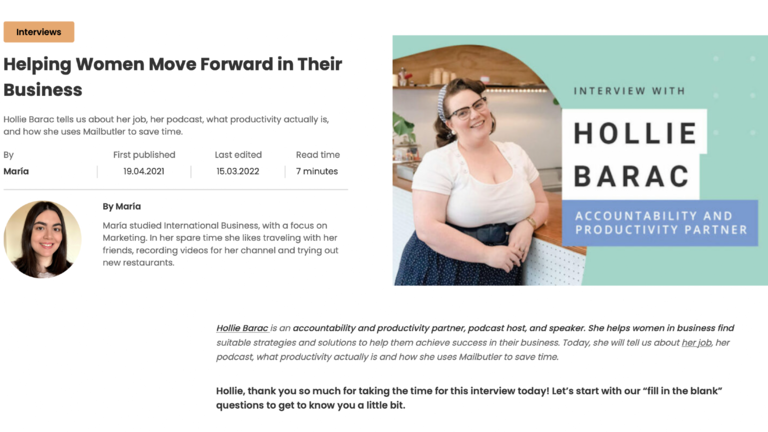 Interviews
Helping Women Move Forward in Their
Business
Hollie Barac tells us about her job, her podcast, what productivity actually is,
and how she uses Mailbutler to save time.
By
María
First published
19.04.2021
Last edited
15.03.2022
Read time
7 minutes
By María
María studied International Business, with a focus on
Marketing. In her spare time she likes traveling with her
friends, recording videos for her channel and trying out
new restaurants.
INTERVIEW WITH
HOLLIE
BARAC
ACCOUNTABILITY AND
PRODUCTIVITY PARTNER
Hollie Barac is an accountability and productivity partner, podcast host, and speaker. She helps women in business find
suitable strategies and solutions to help them achieve success in their business. Today, she will tell us about her job, her
podcast, what productivity actually is and how she uses Mailbutler to save time.
Hollie, thank you so much for taking the time for this interview today! Let’s start with our “fill in the blank”
questions to get to know you a little bit.